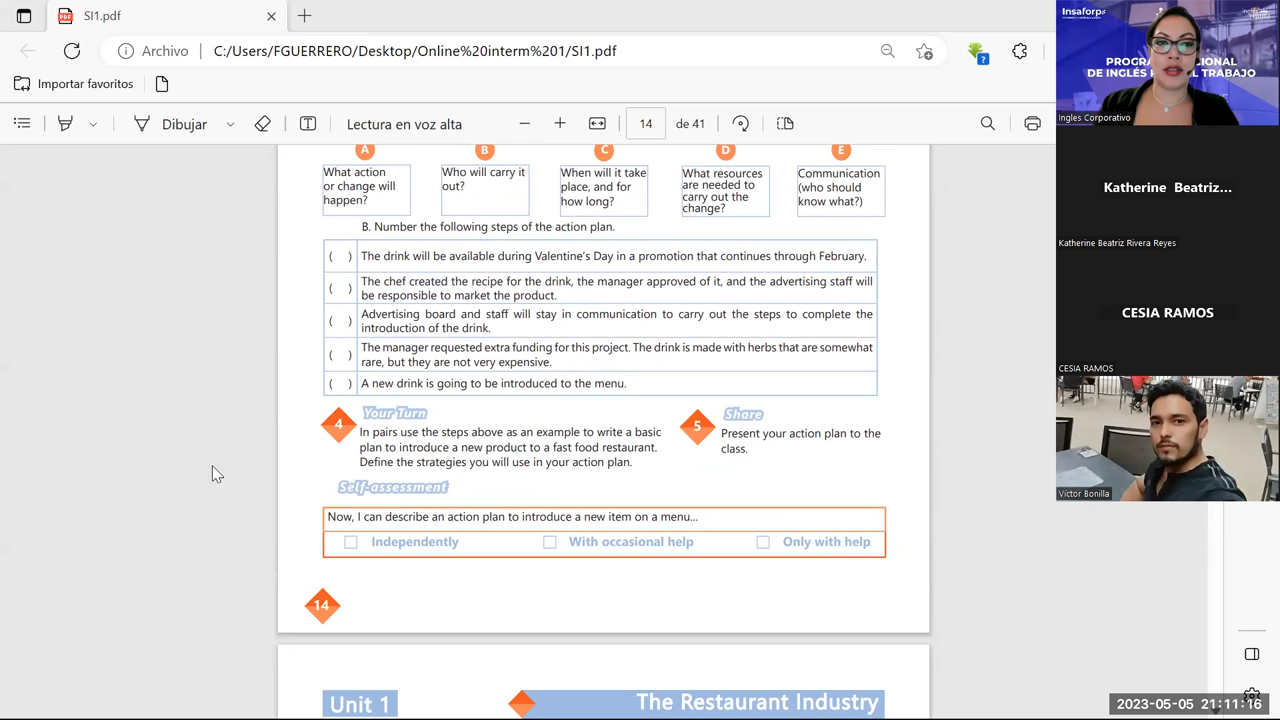 SI1.pdf
Archivo
C:/Users/FGUERRERO/Desktop/Online%20interm%201/SI1.pdf
Importar favoritos
Dibujar
Lectura en voz alta
14
de 41
A
B
C
D
E
What action
or change will
happen?
Who will carry it
out?
When will it take
place, and for
how long?
What resources
are needed to
carry out the
change?
Communication
(who should
know what?)
B. Number the following steps of the action plan.
( ) The drink will be available during Valentine's Day in a promotion that continues through February.
( ) The chef created the recipe for the drink, the manager approved of it, and the advertising staff will
be responsible to market the product.
( ) Advertising board and staff will stay in communication to carry out the steps to complete the
introduction of the drink.
( ) The manager requested extra funding for this project. The drink is made with herbs that are somewhat
rare, but they are not very expensive.
( ) A new drink is going to be introduced to the menu.
4
Your Turn
In pairs use the steps above as an example to write a basic
plan to introduce a new product to a fast food restaurant.
Define the strategies you will use in your action plan.
5
Share
Present your action plan to the
class.
Self-assessment
Now, I can describe an action plan to introduce a new item on a menu...
Independently
With occasional help
Only with help
14
Unit 1
The Restaurant Industry
Insaforp
Ingles Corporativo
Katherine Beatriz...
Katherine Beatriz Rivera Reyes
CESIA RAMOS
CESIA RAMOS
Víctor Bonilla
2023-05-05 21:11:16